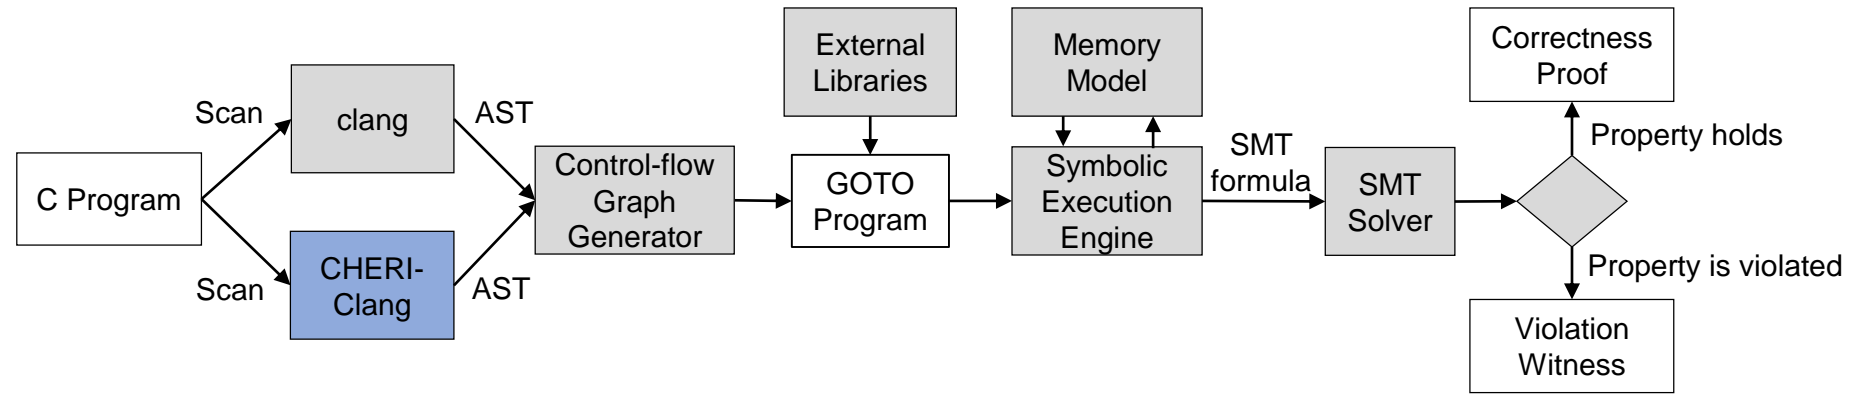 C Program
Scan
Scan
clang
CHERI-
Clang
AST
AST
Control-flow
Graph
Generator
External
Libraries
GOTO
Program
Memory
Model
Symbolic
Execution
Engine
SMT
formula
SMT
Solver
Correctness
Proof
Property holds
Property is violated
Violation
Witness